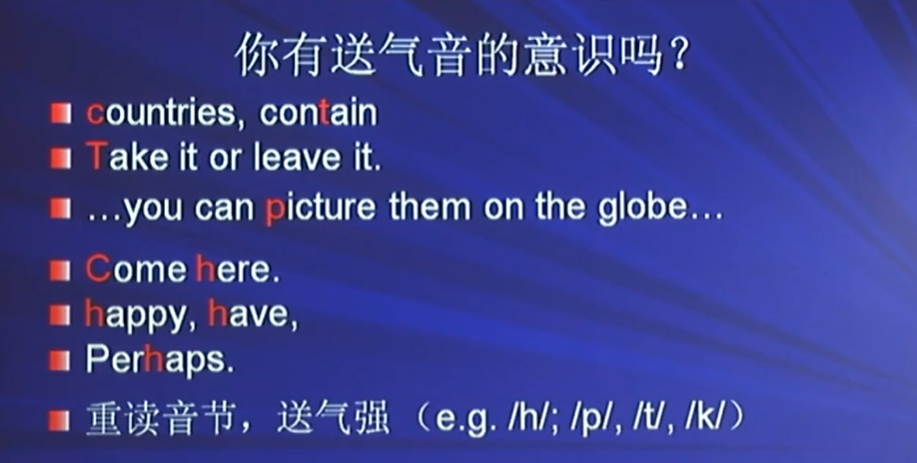 你有送气音的意识吗？
countries, contain
Take it or leave it.
…you can picture them on the globe…
Come here.
happy, have,
Perhaps.
重读音节，送气强 （e.g. /h/; /p/, /t/, /k/）